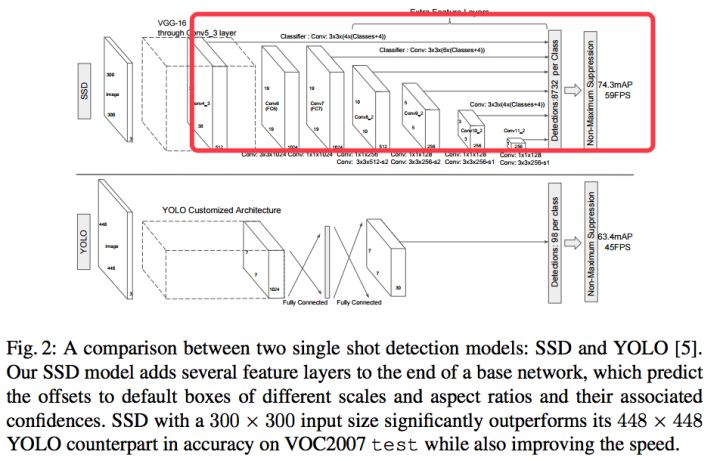 Extra Feature Layers
VGG-16
through Conv5_3 layer
Classifier : Conv: 3x3x(4x(Classes+4))
Classifier : Conv: 3x3x(6x(Classes+4))
SSD
300
Image
300
3
Conv4_3
38
512
19
Conv6
(FC6)
19
1024
19
Conv7
(FC7)
19
1024
10
Conv8_2
10
512
5
Conv9_2
5
256
Conv: 3x3x(4x(Classes+4))
3
Conv10_2
3
256
Conv11_2
256
Detections:8732 per Class
Non-Maximum Suppression
74.3mAP
59FPS
Conv: 3x3x1024
Conv: 1x1x1024
Conv: 1x1x256
Conv: 3x3x512-s2
Conv: 1x1x128
Conv: 3x3x256-s2
Conv: 1x1x128
Conv: 3x3x256-s1
Conv: 1x1x128
Conv: 3x3x256-s1
YOLO
448
Image
448
3
YOLO Customized Architecture
7
7
1024
Fully Connected
Fully Connected
7
7
30
Detections: 98 per class
Non-Maximum Suppression
63.4mAP
45FPS
Fig. 2: A comparison between two single shot detection models: SSD and YOLO [5].
Our SSD model adds several feature layers to the end of a base network, which predict
the offsets to default boxes of different scales and aspect ratios and their associated
confidences. SSD with a 300 × 300 input size significantly outperforms its 448 × 448
YOLO counterpart in accuracy on VOC2007 test while also improving the speed.